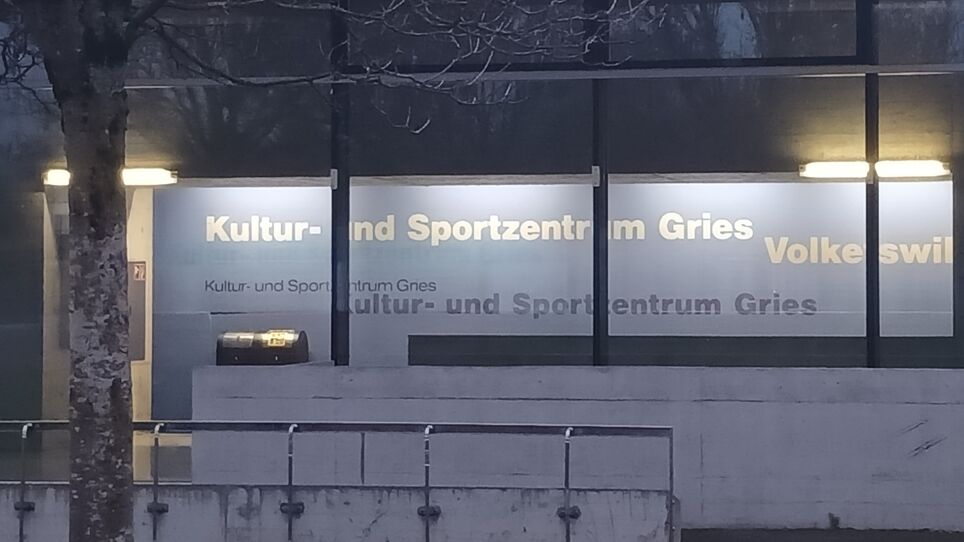 Kultur- und Sportzentrum Gries
Volketswil
Kultur- und Sportzentrum Gries
Kultur- und Sportzentrum Gries